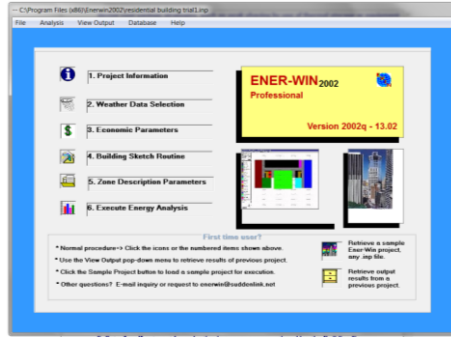 C:\Program Files (x86)\Enerwin2002\residential building trial1.inp
File Analysis View Output Database Help
1. Project Information
2. Weather Data Selection
3. Economic Parameters
4. Building Sketch Routine
5. Zone Description Parameters
6. Execute Energy Analysis
ENER-WIN 2002
Professional
Version 2002q - 13.02
First time user?
* Normal procedure=> Click the icons or the numbered items shown above.
* Use the View Output pop-down menu to retrieve results of previous project.
* Click the Sample Project button to load a sample project for execution.
* Other questions? E-mail inquiry or request to enerwin@suddenlink.net
Retrieve a sample
Ener-Win project,
any .inp file.
Retrieve output
results from a
previous project.